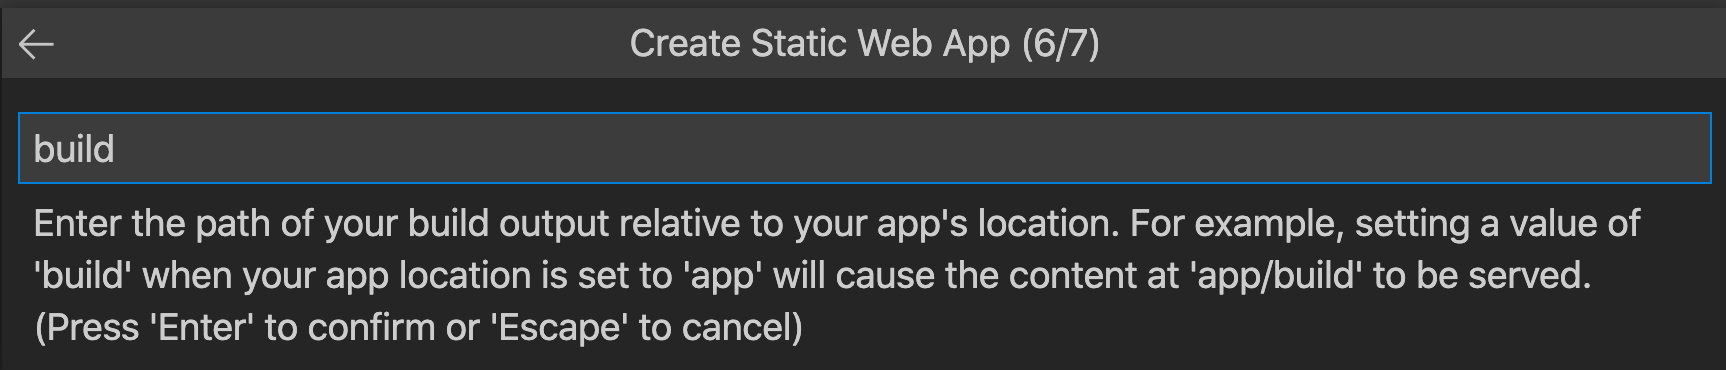 Create Static Web App (6/7)
build
Enter the path of your build output relative to your app's location. For example, setting a value of
'build' when your app location is set to 'app' will cause the content at 'app/build' to be served.
(Press 'Enter' to confirm or 'Escape' to cancel)